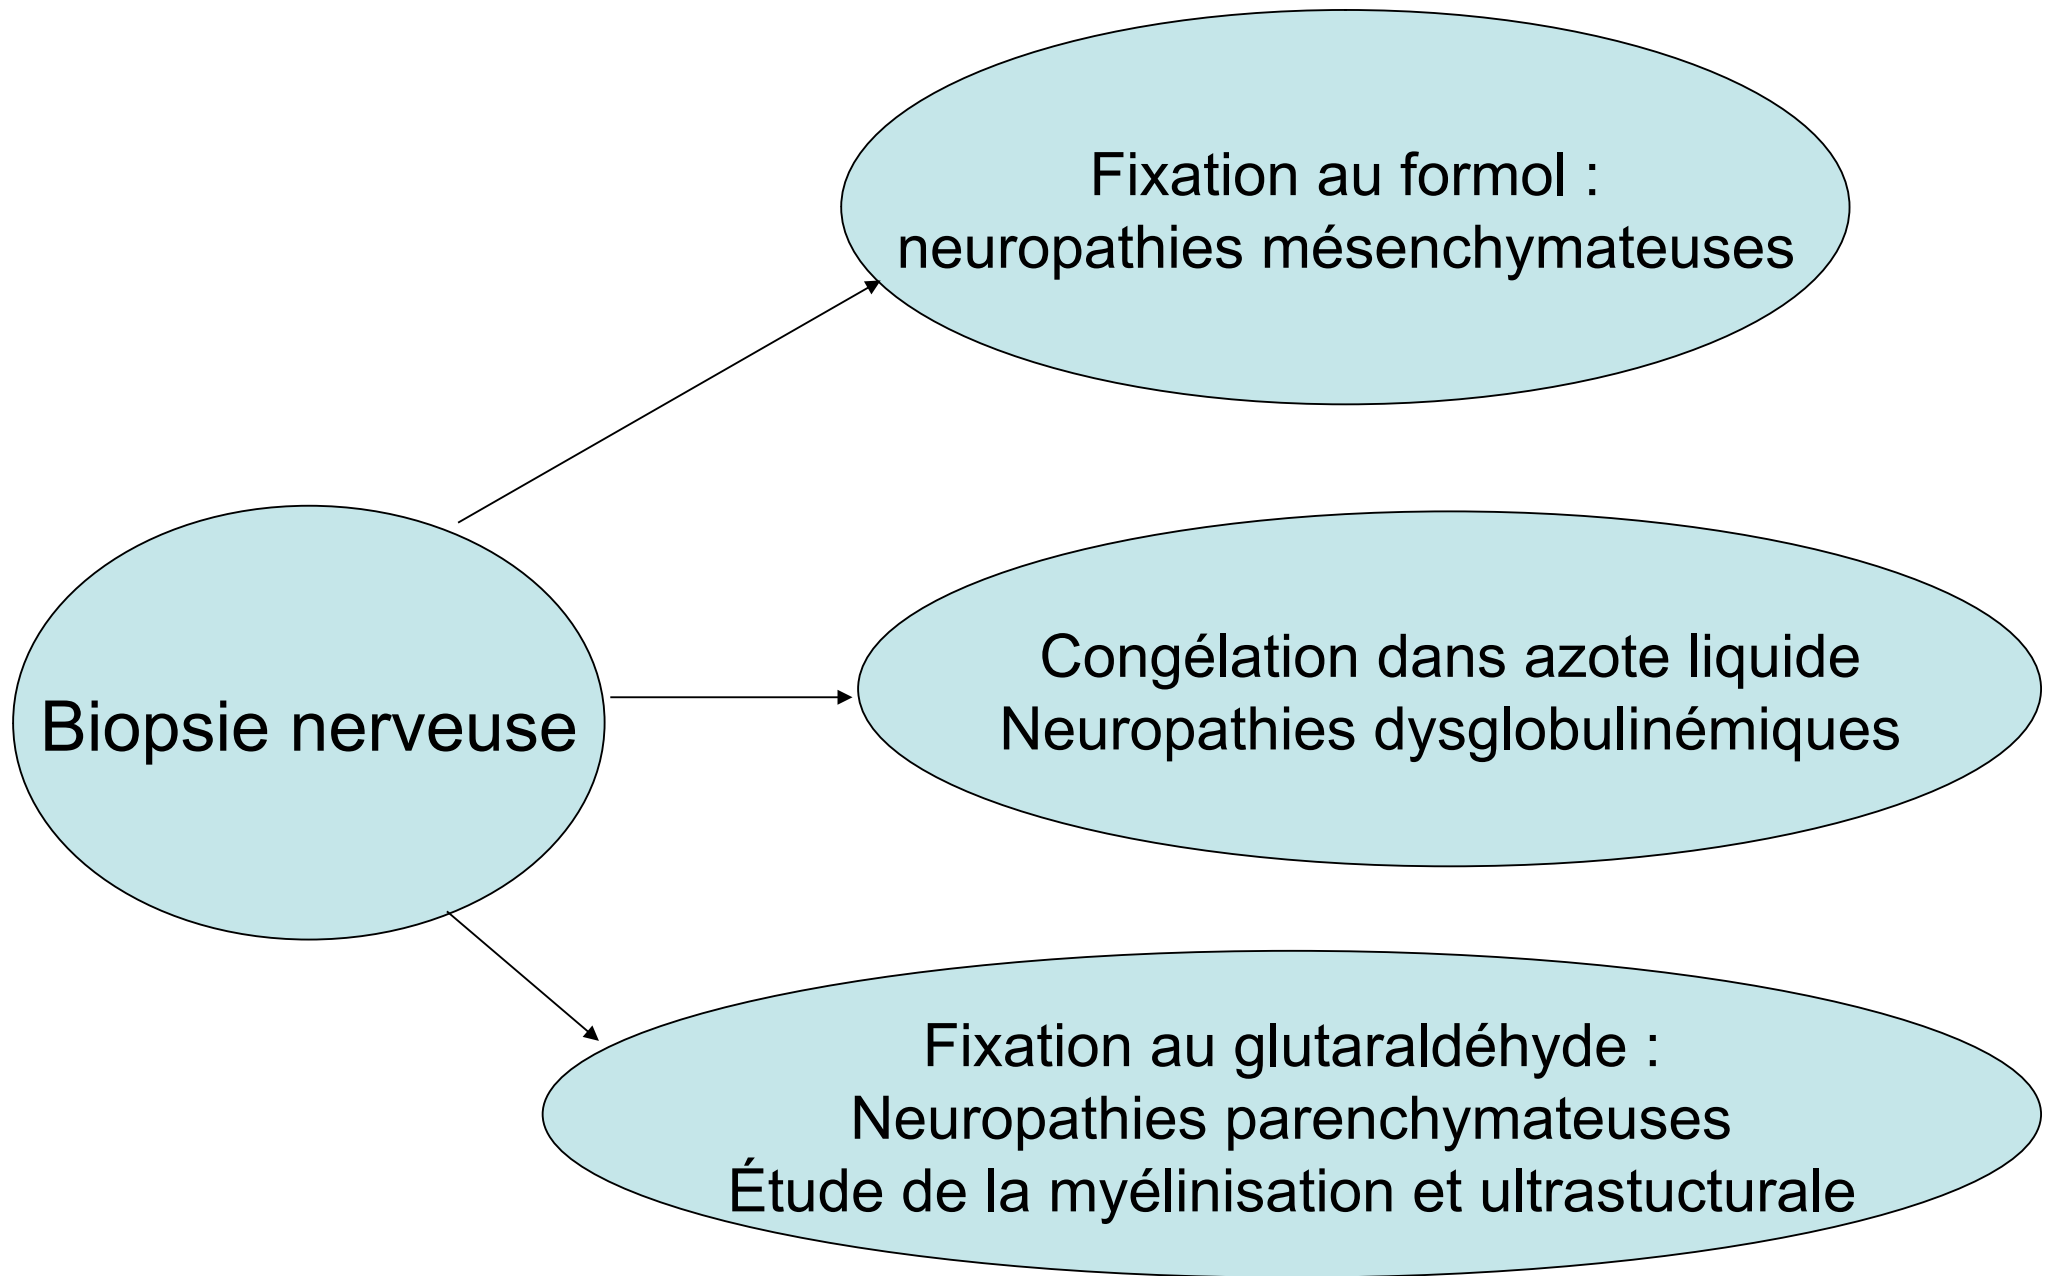 Fixation au formol :
neuropathies mésenchymateuses
Biopsie nerveuse
Congélation dans azote liquide
Neuropathies dysglobulinémiques
Fixation au glutaraldéhyde :
Neuropathies parenchymateuses
Étude de la myélinisation et ultrastucturale